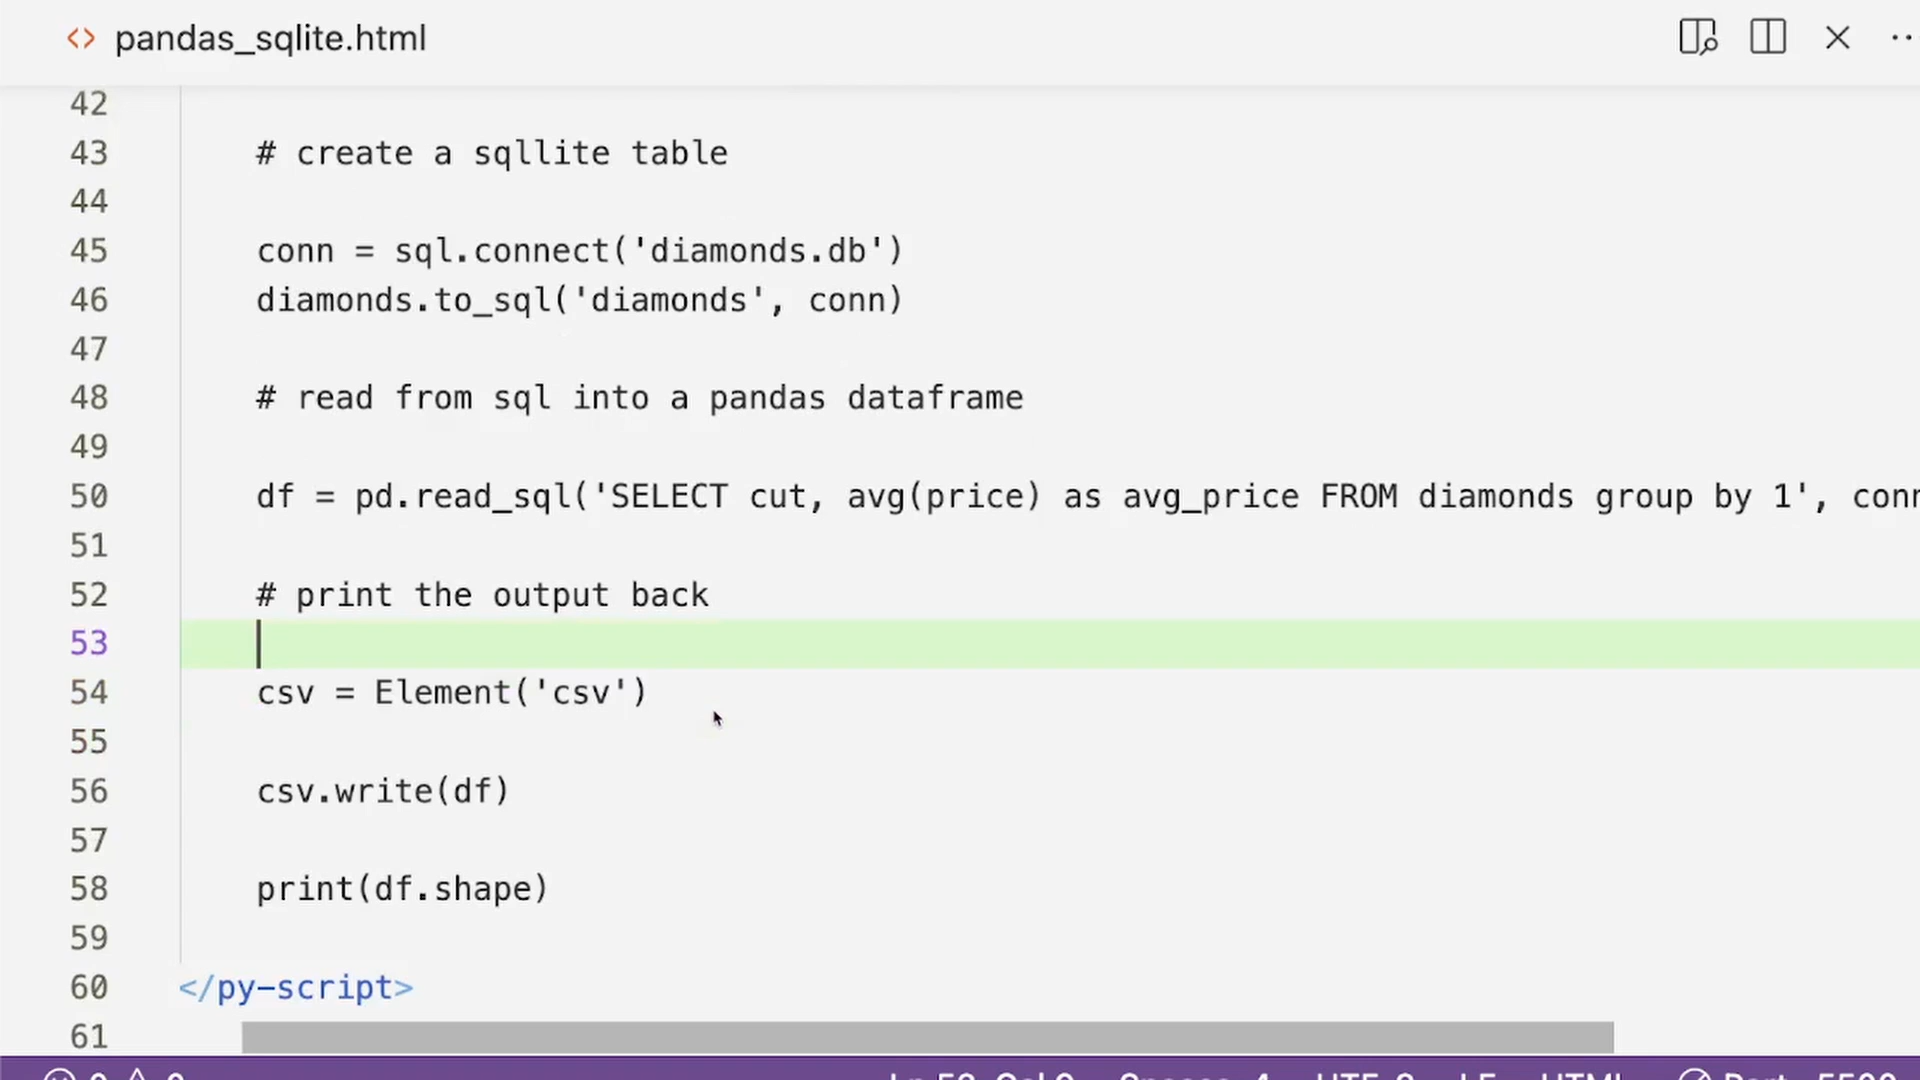 <> pandas_sqlite.html
42
43 # create a sqllite table
44
45 conn = sql.connect('diamonds.db')
46 diamonds.to_sql('diamonds', conn)
47
48 # read from sql into a pandas dataframe
49
50 df = pd.read_sql('SELECT cut, avg(price) as avg_price FROM diamonds group by 1', conn
51
52 # print the output back
53
54 csv = Element('csv')
55
56 csv.write(df)
57
58 print(df.shape)
59
60 </py-script>
61